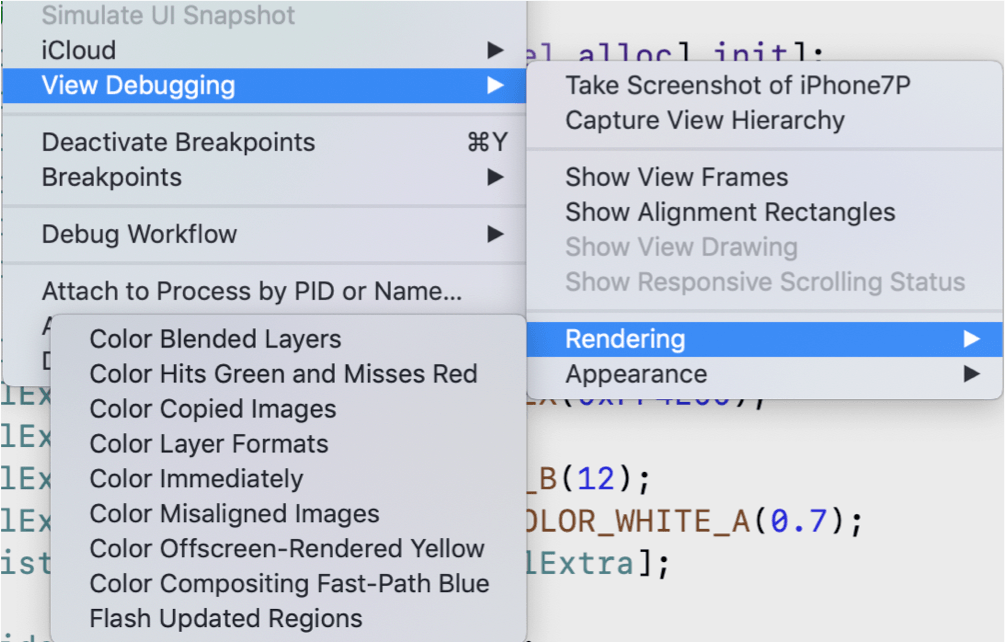 Simulate UI Snapshot
iCloud
View Debugging
Deactivate Breakpoints ⌘Y
Breakpoints
Debug Workflow
Attach to Process by PID or Name...
alloc] init];
Take Screenshot of iPhone7P
Capture View Hierarchy
Show View Frames
Show Alignment Rectangles
Show View Drawing
Show Responsive Scrolling Status
Rendering
Appearance
Color Blended Layers
Color Hits Green and Misses Red
Color Copied Images
Color Layer Formats
Color Immediately
Color Misaligned Images
Color Offscreen-Rendered Yellow
Color Compositing Fast-Path Blue
Flash Updated Regions
lEx
lEx
lEx _B(12);
lEx OLOR_WHITE_A(0.7);
ist lExtra];